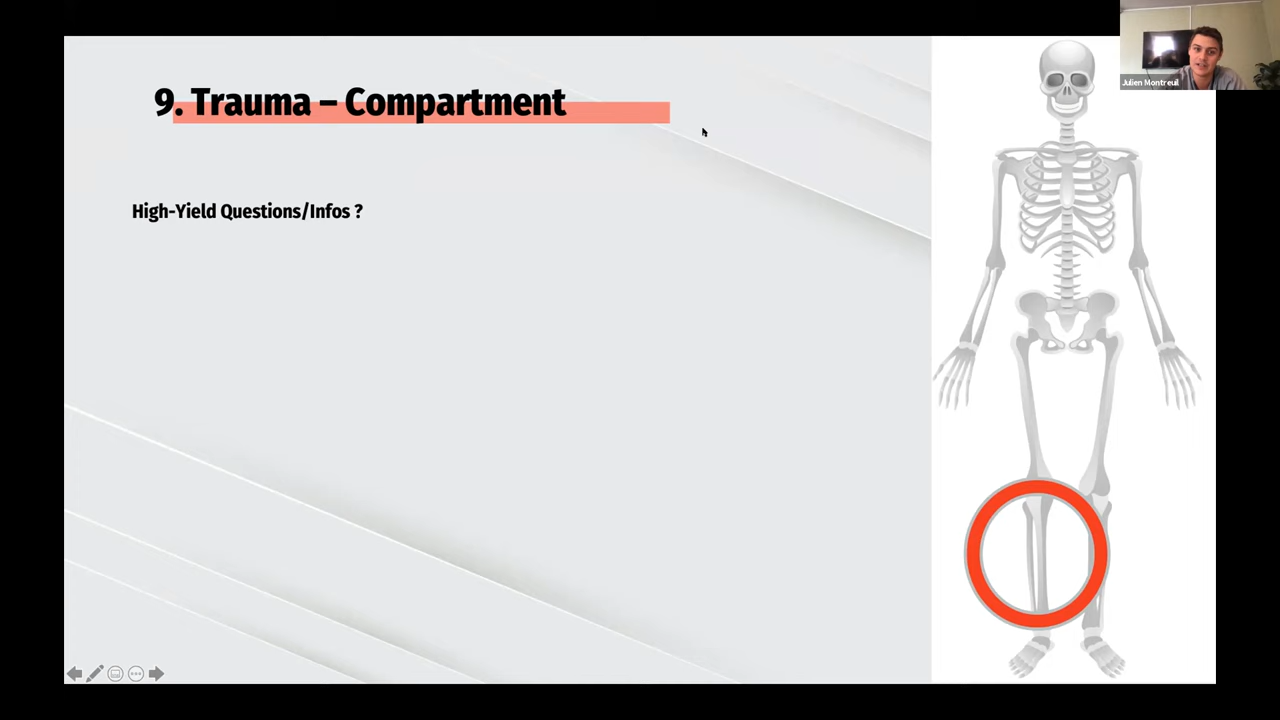 Julien Montreuil
9. Trauma – Compartment
High-Yield Questions/Infos ?